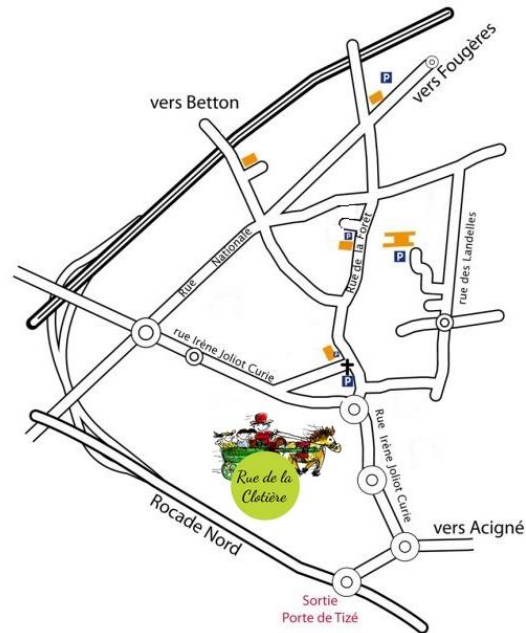 P
vers Fougères
vers Betton
Rue Nationale
P
Rue de la Forêt
P
rue des Landelles
rue Irène Joliot Curie
P
P
Rue Irène Joliot Curie
Rue de la
Clotière
Rocade Nord
vers Acigné
Sortie
Porte de Tizé